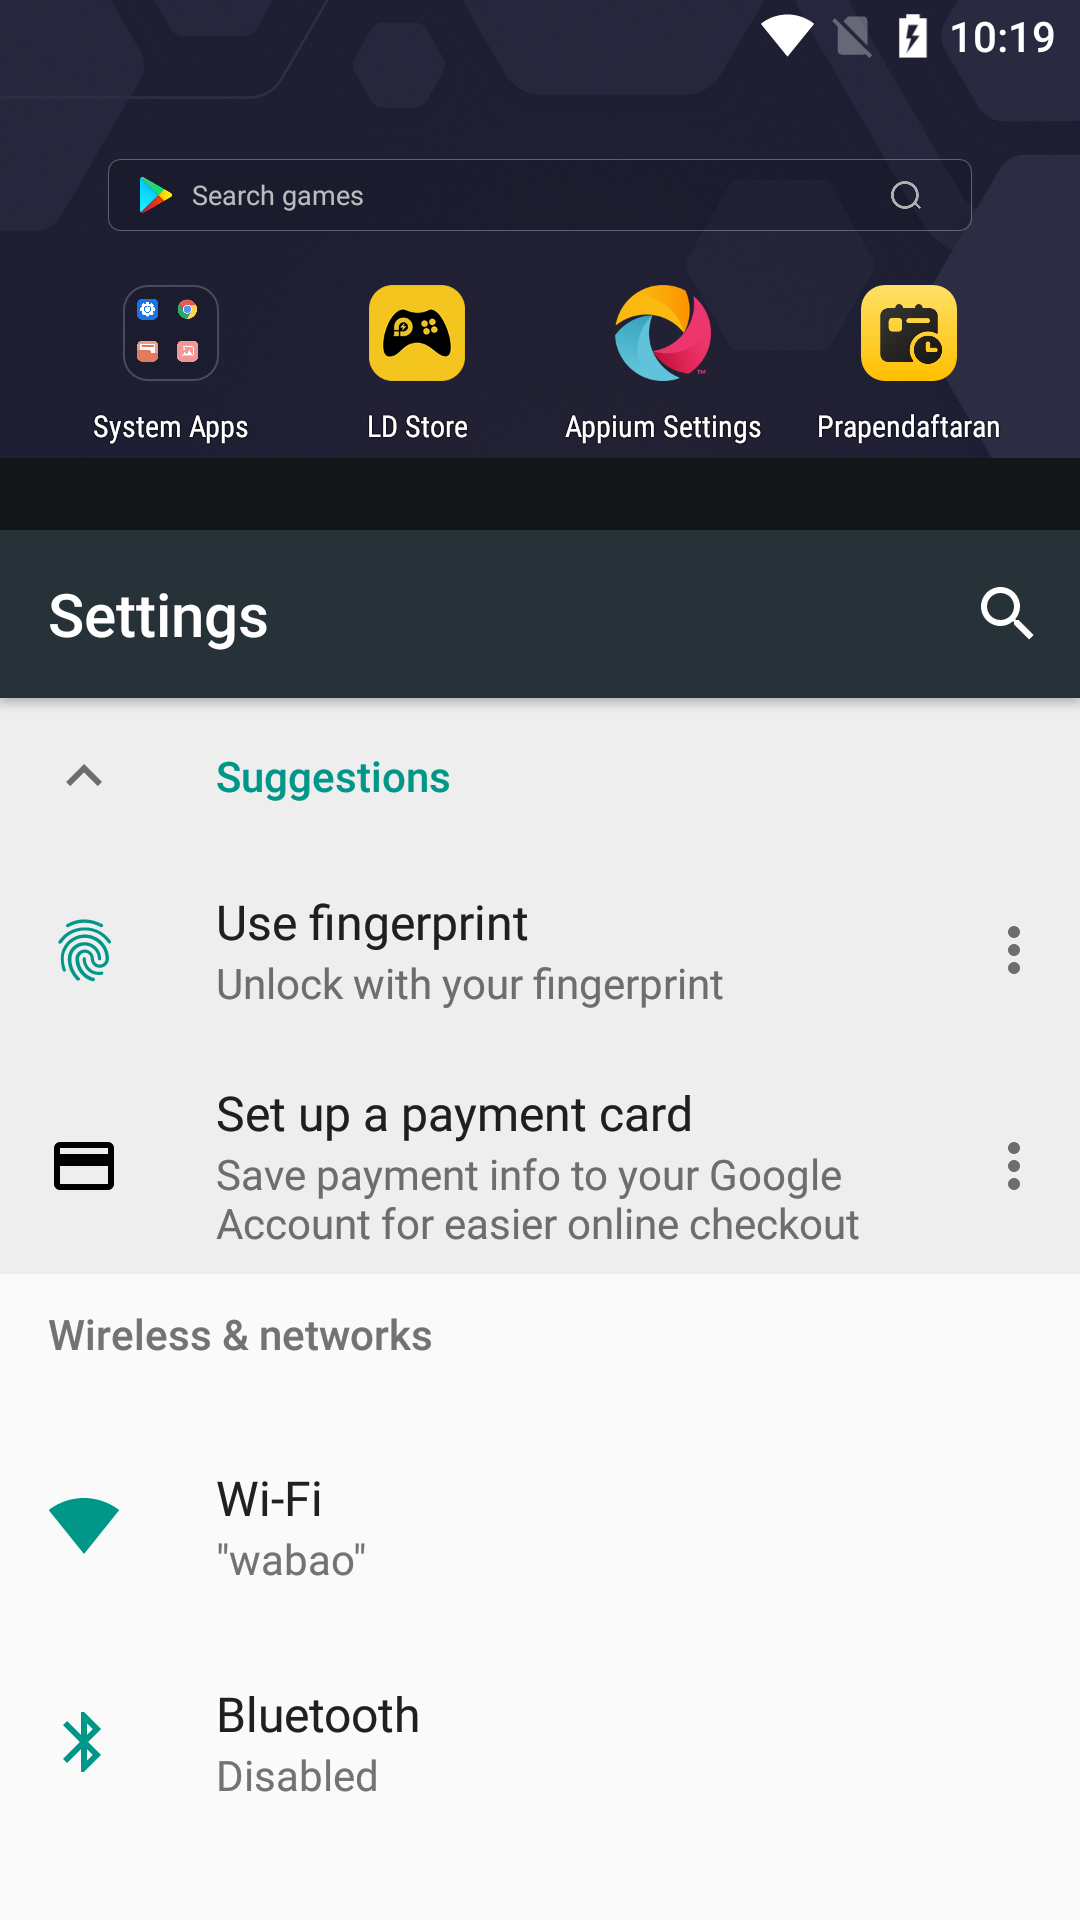 10:19
Search games
System Apps
LD Store
Appium Settings
Prapendaftaran
Settings
Suggestions
Use fingerprint
Unlock with your fingerprint
Set up a payment card
Save payment info to your Google
Account for easier online checkout
Wireless & networks
Wi-Fi
"wabao"
Bluetooth
Disabled